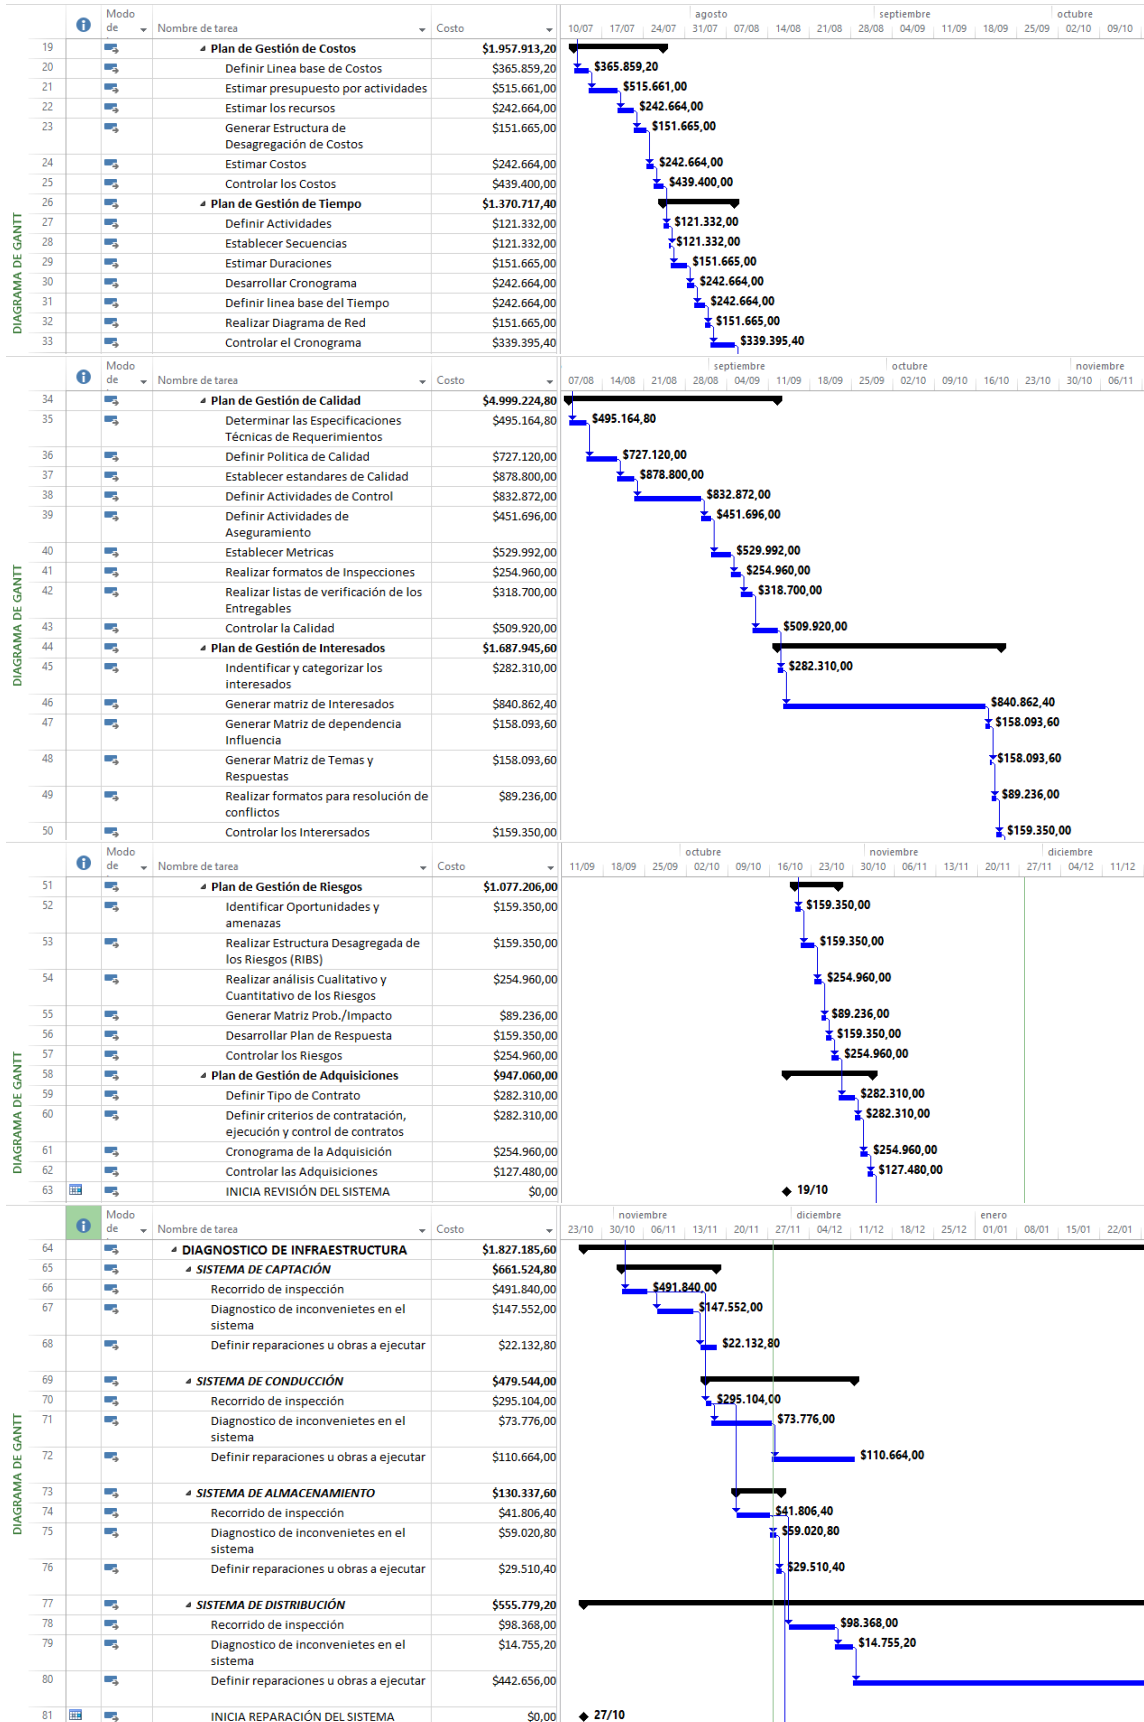 Modo de
Nombre de tarea
Costo
agosto septiembre octubre
10/07 17/07 24/07 31/07 07/08 14/08 21/08 28/08 04/09 11/09 18/09 25/09 02/10 09/10
DIAGRAMA DE GANTT
19 Plan de Gestión de Costos $1.957.913,20
20 Definir Linea base de Costos $365.859,20 $365.859,20
21 Estimar presupuesto por actividades $515.661,00 $515.661,00
22 Estimar los recursos $242.664,00 $242.664,00
23 Generar Estructura de $151.665,00 $151.665,00
Desagregación de Costos
24 Estimar Costos $242.664,00 $242.664,00
25 Controlar los Costos $439.400,00 $439.400,00
26 Plan de Gestión de Tiempo $1.370.717,40
27 Definir Actividades $121.332,00 $121.332,00
28 Establecer Secuencias $121.332,00 $121.332,00
29 Estimar Duraciones $151.665,00 $151.665,00
30 Desarrollar Cronograma $242.664,00 $242.664,00
31 Definir linea base del Tiempo $242.664,00 $242.664,00
32 Realizar Diagrama de Red $151.665,00 $151.665,00
33 Controlar el Cronograma $339.395,40 $339.395,40
Modo de
Nombre de tarea
Costo
septiembre octubre noviembre
07/08 14/08 21/08 28/08 04/09 11/09 18/09 25/09 02/10 09/10 16/10 23/10 30/10 06/11
DIAGRAMA DE GANTT
34 Plan de Gestión de Calidad $4.999.224,80
35 Determinar las Especificaciones $495.164,80 $495.164,80
Técnicas de Requerimientos
36 Definir Politica de Calidad $727.120,00 $727.120,00
37 Establecer estandares de Calidad $878.800,00 $878.800,00
38 Definir Actividades de Control $832.872,00 $832.872,00
39 Definir Actividades de $451.696,00 $451.696,00
Aseguramiento
40 Establecer Metricas $529.992,00 $529.992,00
41 Realizar formatos de Inspecciones $254.960,00 $254.960,00
42 Realizar listas de verificación de los $318.700,00 $318.700,00
Entregables
43 Controlar la Calidad $509.920,00 $509.920,00
44 Plan de Gestión de Interesados $1.687.945,60
45 Indentificar y categorizar los $282.310,00 $282.310,00
interesados
46 Generar matriz de Interesados $840.862,40 $840.862,40
47 Generar Matriz de dependencia $158.093,60 $158.093,60
Influencia
48 Generar Matriz de Temas y $158.093,60 $158.093,60
Respuestas
49 Realizar formatos para resolución de $89.236,00 $89.236,00
conflictos
50 Controlar los Interersados $159.350,00 $159.350,00
Modo de
Nombre de tarea
Costo
octubre noviembre diciembre
11/09 18/09 25/09 02/10 09/10 16/10 23/10 30/10 06/11 13/11 20/11 27/11 04/12 11/12
DIAGRAMA DE GANTT
51 Plan de Gestión de Riesgos $1.077.206,00
52 Identificar Oportunidades y $159.350,00 $159.350,00
amenazas
53 Realizar Estructura Desagregada de $159.350,00 $159.350,00
los Riesgos (RIBS)
54 Realizar análisis Cualitativo y $254.960,00 $254.960,00
Cuantitativo de los Riesgos
55 Generar Matriz Prob./Impacto $89.236,00 $89.236,00
56 Desarrollar Plan de Respuesta $159.350,00 $159.350,00
57 Controlar los Riesgos $254.960,00 $254.960,00
58 Plan de Gestión de Adquisiciones $947.060,00
59 Definir Tipo de Contrato $282.310,00 $282.310,00
60 Definir criterios de contratación, $282.310,00 $282.310,00
ejecución y control de contratos
61 Cronograma de la Adquisición $254.960,00 $254.960,00
62 Controlar las Adquisiciones $127.480,00 $127.480,00
63 INICIA REVISIÓN DEL SISTEMA $0,00 19/10
Modo de
Nombre de tarea
Costo
noviembre diciembre enero
23/10 30/10 06/11 13/11 20/11 27/11 04/12 11/12 18/12 25/12 01/01 08/01 15/01 22/01
DIAGRAMA DE GANTT
64 DIAGNOSTICO DE INFRAESTRUCTURA $1.827.185,60
65 SISTEMA DE CAPTACIÓN $661.524,80
66 Recorrido de inspección $491.840,00 $491.840,00
67 Diagnostico de inconvenietes en el $147.552,00 $147.552,00
sistema
68 Definir reparaciones u obras a ejecutar $22.132,80 $22.132,80
69 SISTEMA DE CONDUCCIÓN $479.544,00
70 Recorrido de inspección $295.104,00 $295.104,00
71 Diagnostico de inconvenietes en el $73.776,00 $73.776,00
sistema
72 Definir reparaciones u obras a ejecutar $110.664,00 $110.664,00
73 SISTEMA DE ALMACENAMIENTO $130.337,60
74 Recorrido de inspección $41.806,40 $41.806,40
75 Diagnostico de inconvenietes en el $59.020,80 $59.020,80
sistema
76 Definir reparaciones u obras a ejecutar $29.510,40 $29.510,40
77 SISTEMA DE DISTRIBUCIÓN $555.779,20
78 Recorrido de inspección $98.368,00 $98.368,00
79 Diagnostico de inconvenietes en el $14.755,20 $14.755,20
sistema
80 Definir reparaciones u obras a ejecutar $442.656,00
81 INICIA REPARACIÓN DEL SISTEMA $0,00 27/10